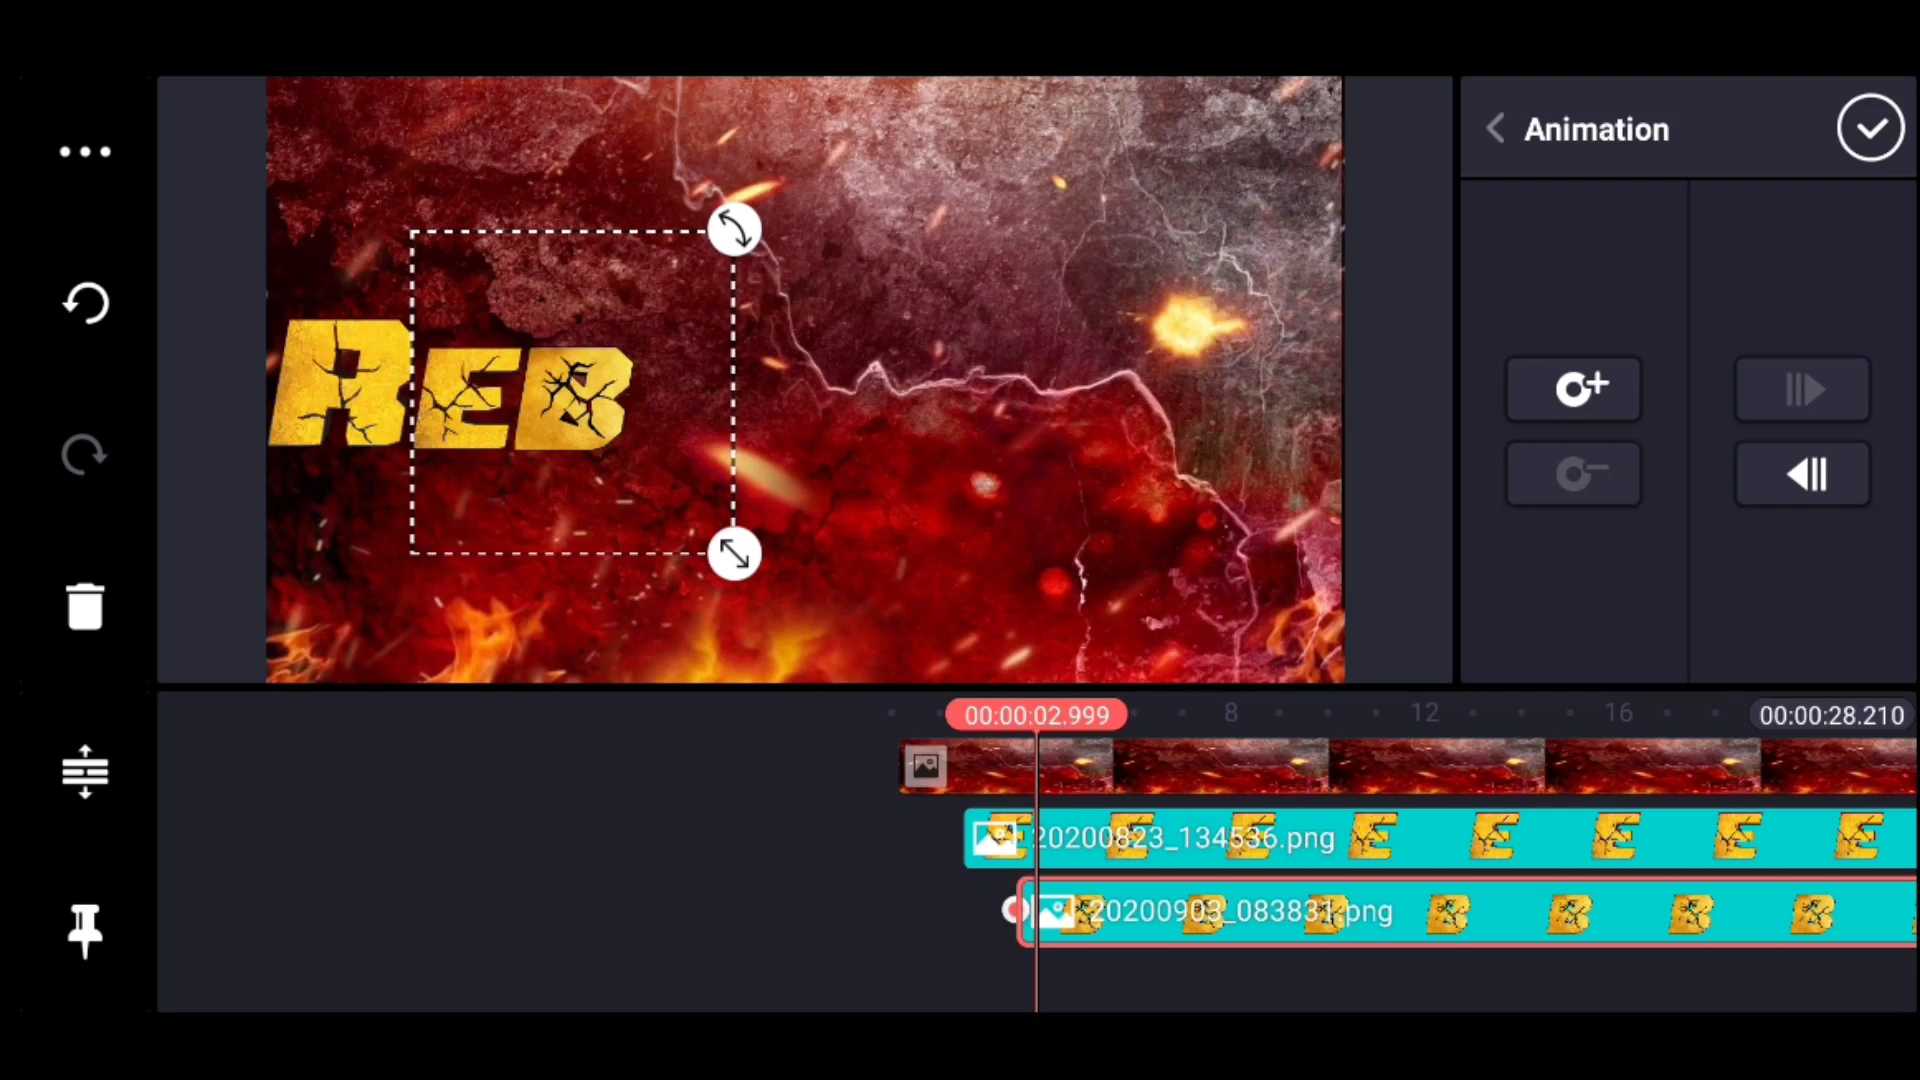 Animation
REB
00:00:02.999
8
12
16
00:00:28.210
20200823_134536.png
20200903_083831.png